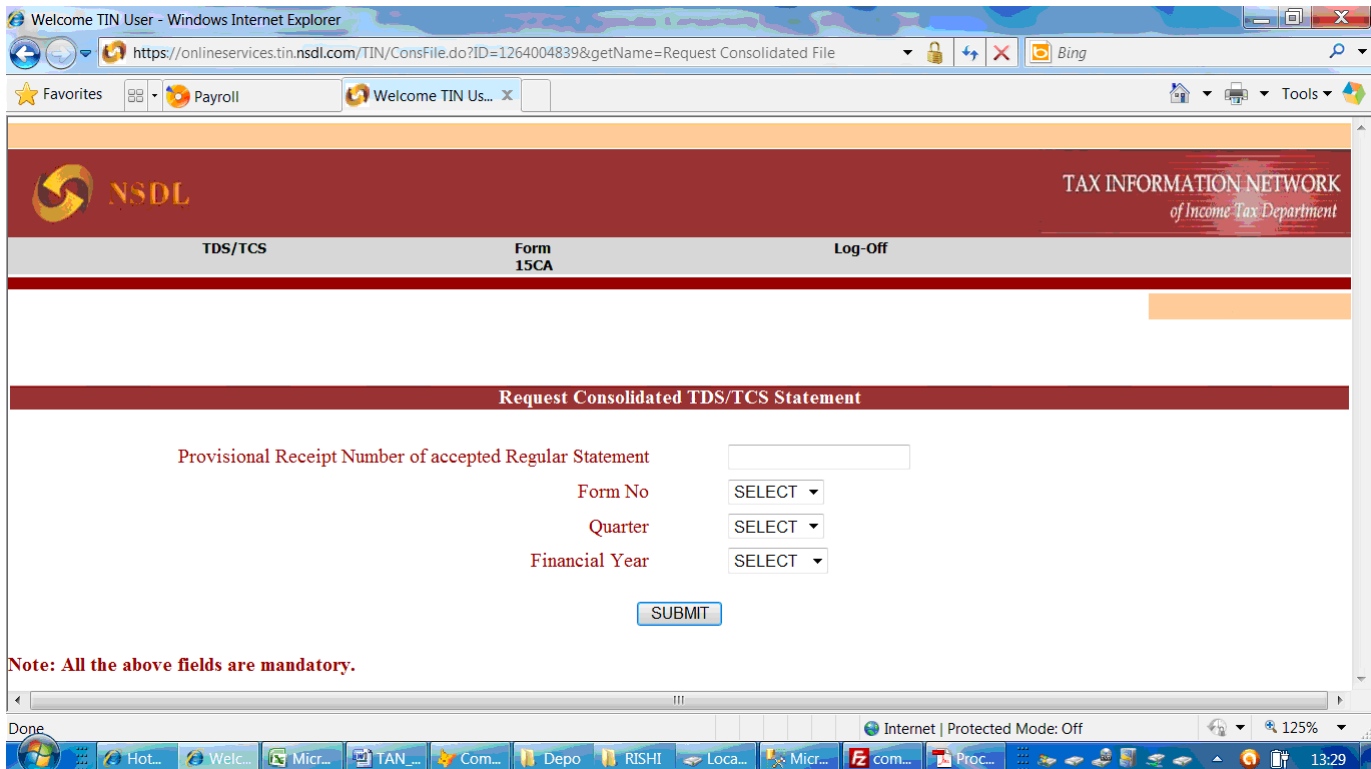 Welcome TIN User - Windows Internet Explorer
https://onlineservices.tin.nsdl.com/TIN/ConsFile.do?ID=1264004839&getName=Request Consolidated File
Bing
Favorites
Payroll
Welcome TIN Us...
Tools
NSDL
TAX INFORMATION NETWORK
of Income Tax Department
TDS/TCS
Form
15CA
Log-Off
Request Consolidated TDS/TCS Statement
Provisional Receipt Number of accepted Regular Statement
Form No SELECT
Quarter SELECT
Financial Year SELECT
SUBMIT
Note: All the above fields are mandatory.
Done
Internet | Protected Mode: Off
125%
Hot... Welc... Micr... TAN_... Com... Depo RISHI Loca... Micr... com... Proc... 13:29